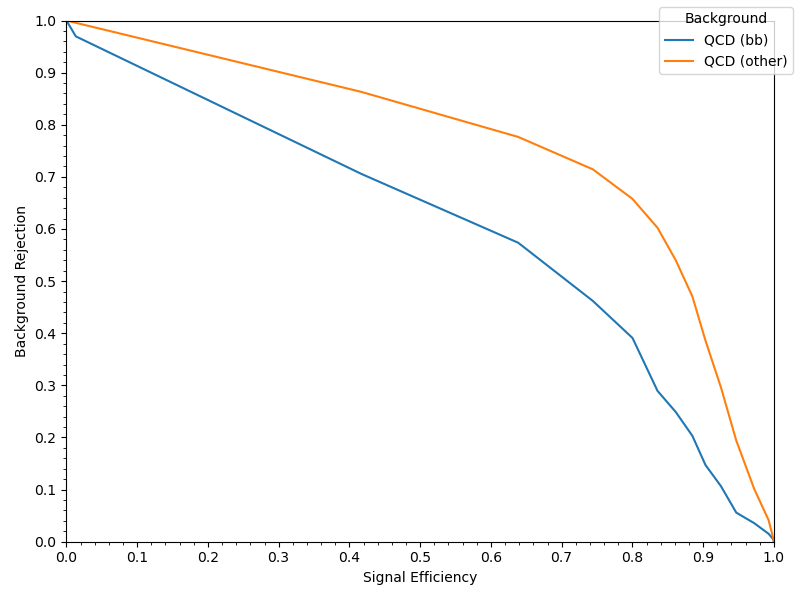 Background
QCD (bb)
QCD (other)
1.0
0.9
0.8
0.7
0.6
0.5
0.4
0.3
0.2
0.1
0.0
Background Rejection
0.0 0.1 0.2 0.3 0.4 0.5 0.6 0.7 0.8 0.9 1.0
Signal Efficiency